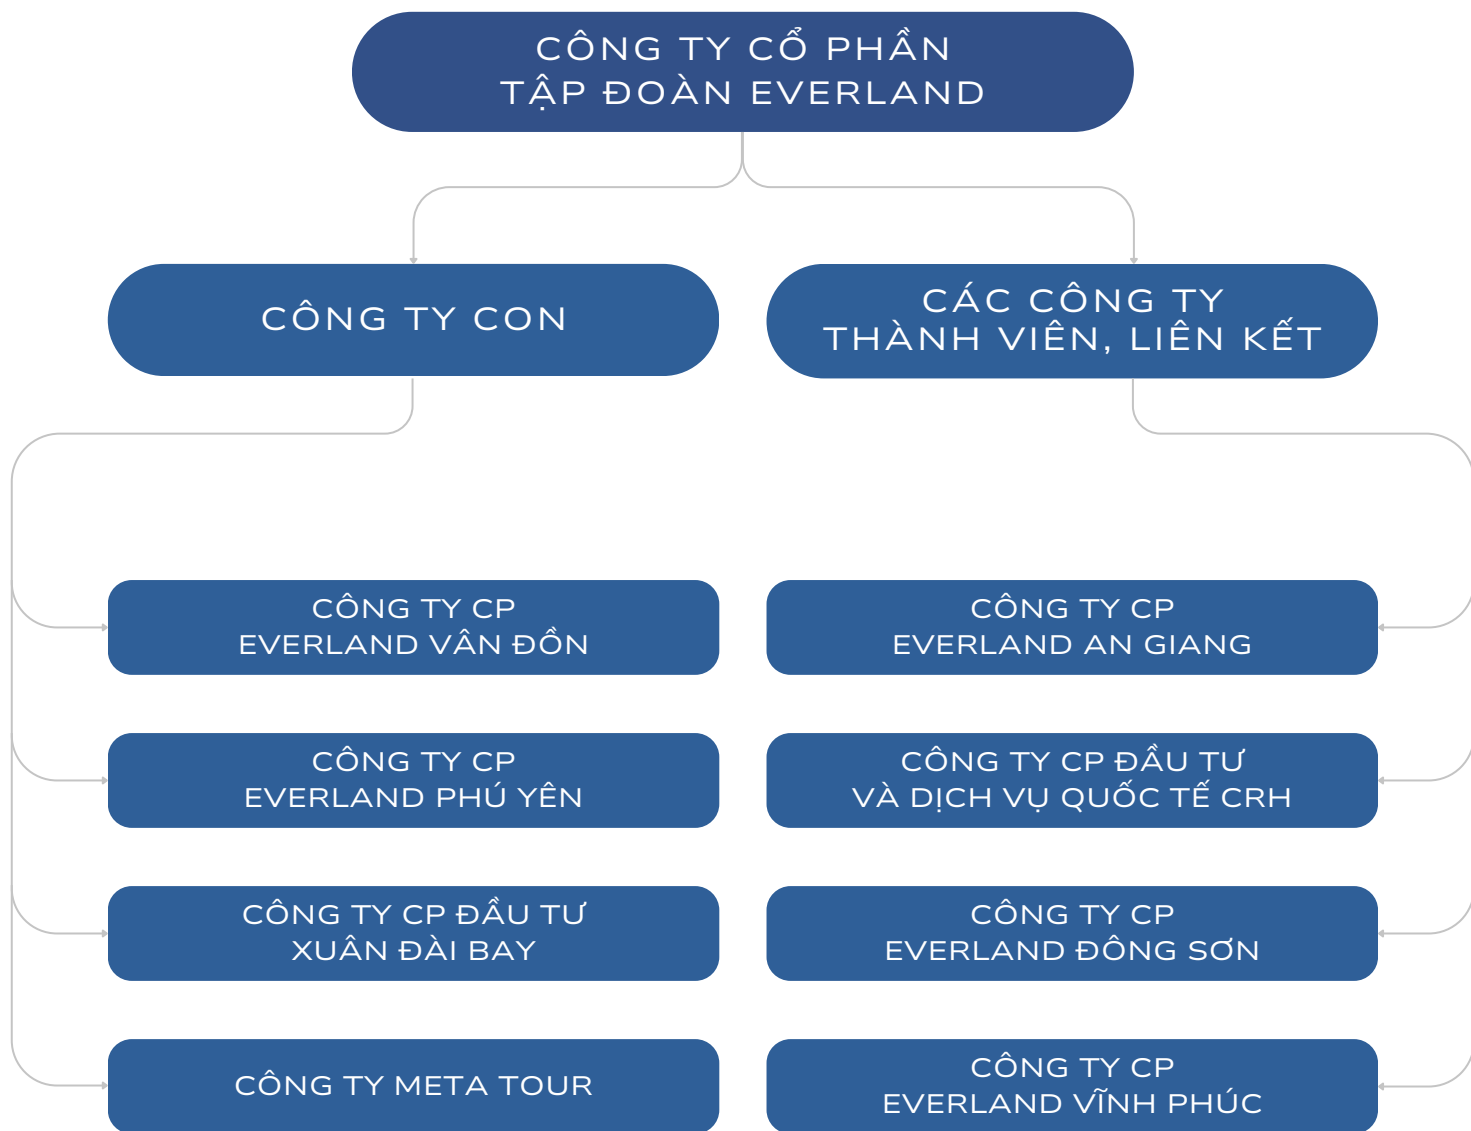 CÔNG TY CỔ PHẦN
TẬP ĐOÀN EVERLAND
CÔNG TY CON
CÁC CÔNG TY
THÀNH VIÊN, LIÊN KẾT
CÔNG TY CP
EVERLAND VÂN ĐỒN
CÔNG TY CP
EVERLAND PHÚ YÊN
CÔNG TY CP ĐẦU TƯ
XUÂN ĐÀI BAY
CÔNG TY META TOUR
CÔNG TY CP
EVERLAND AN GIANG
CÔNG TY CP ĐẦU TƯ
VÀ DỊCH VỤ QUỐC TẾ CRH
CÔNG TY CP
EVERLAND ĐÔNG SƠN
CÔNG TY CP
EVERLAND VĨNH PHÚC